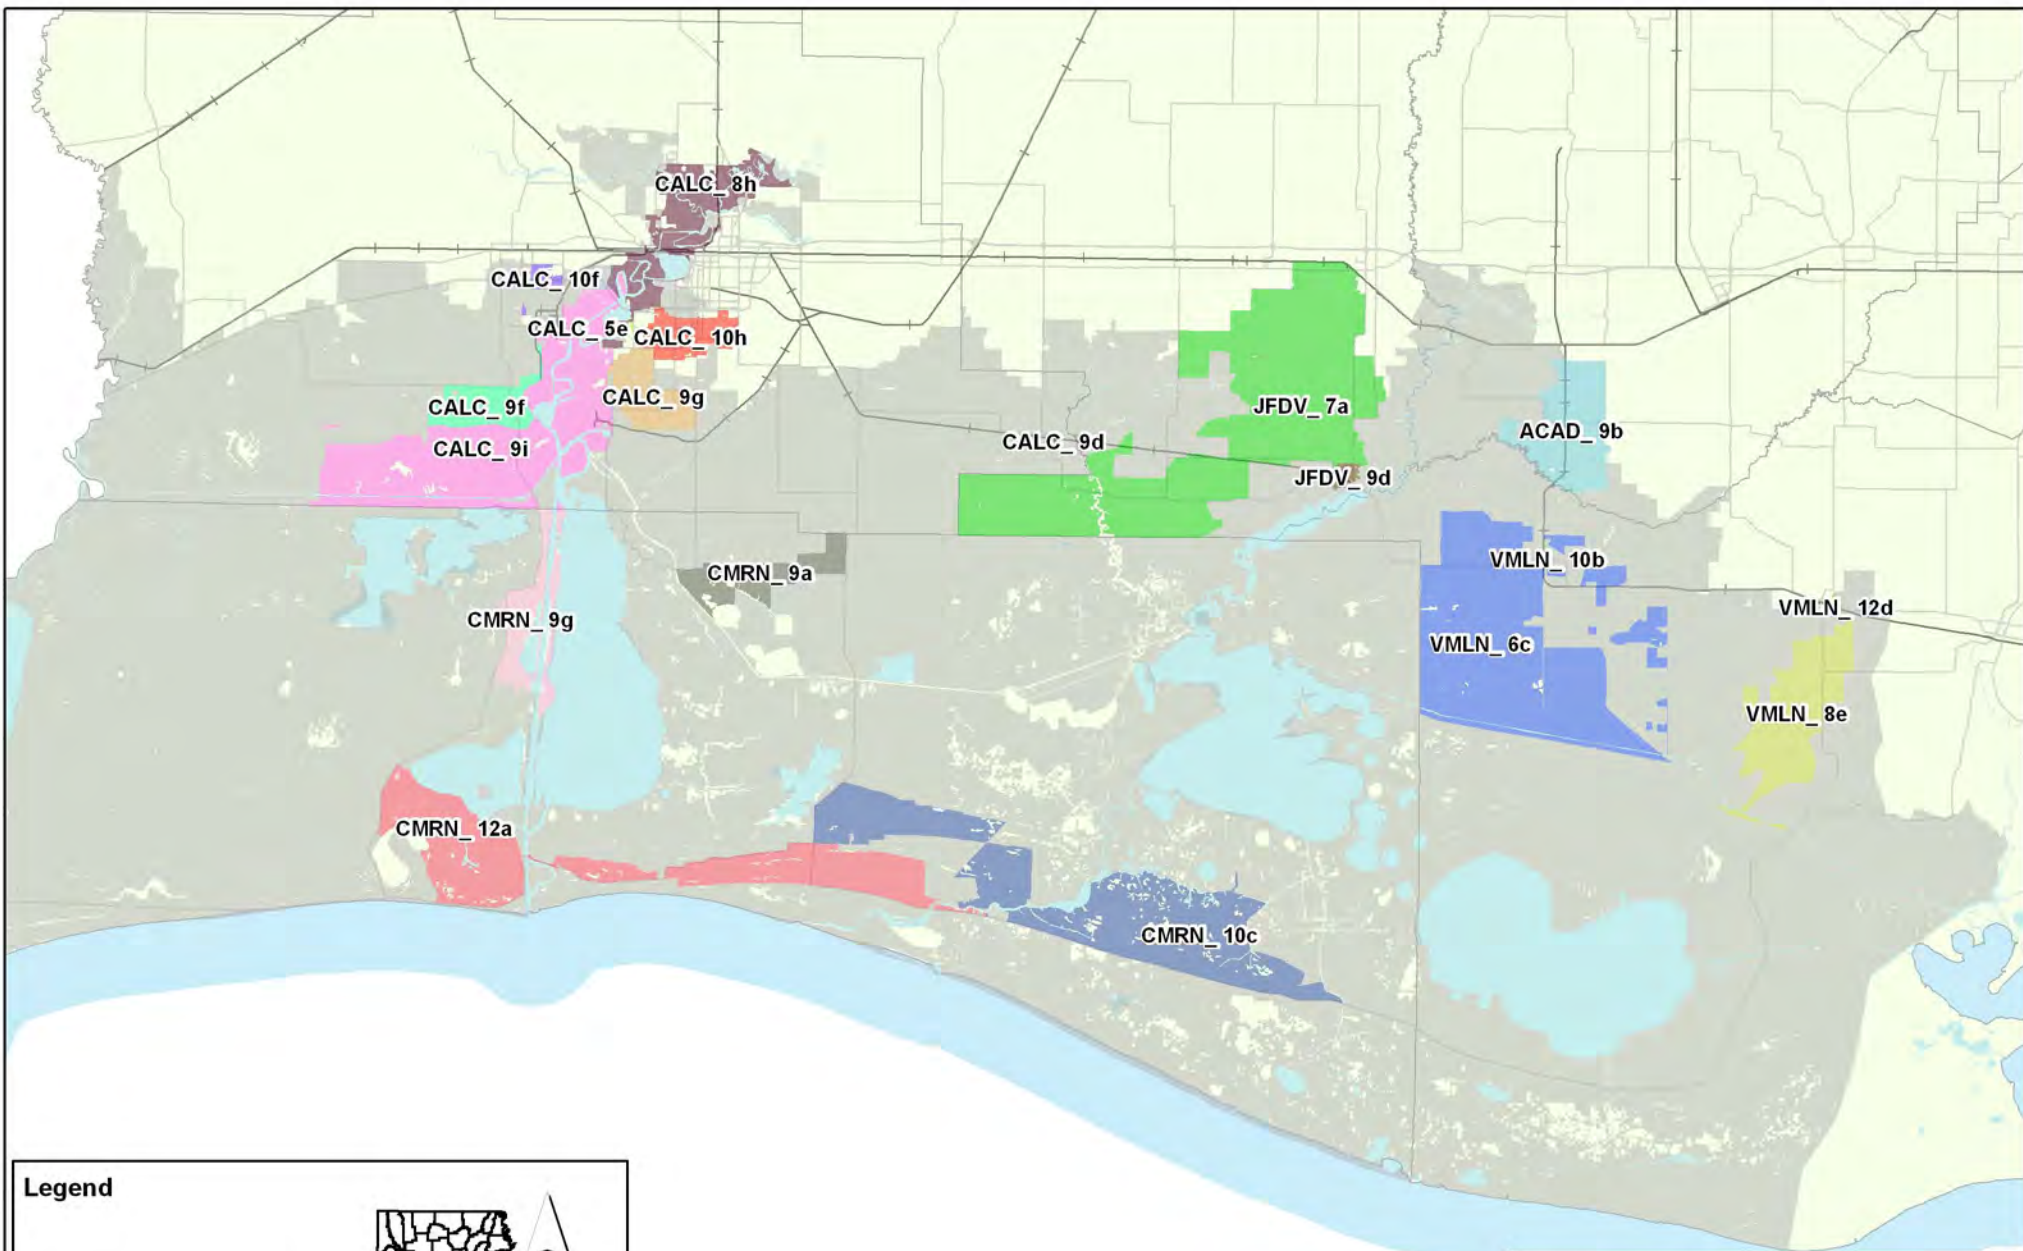 CALC_ 8h
CALC_ 10f
CALC_ 5e
CALC_ 10h
CALC_ 9g
CALC_ 9f
JFDV_ 7a
ACAD_ 9b
CALC_ 9d
CALC_ 9i
JFDV_ 9d
VMLN_ 10b
CMRN_ 9a
VMLN_ 12d
CMRN_ 9g
VMLN_ 6c
VMLN_ 8e
CMRN_ 12a
CMRN_ 10c
Legend